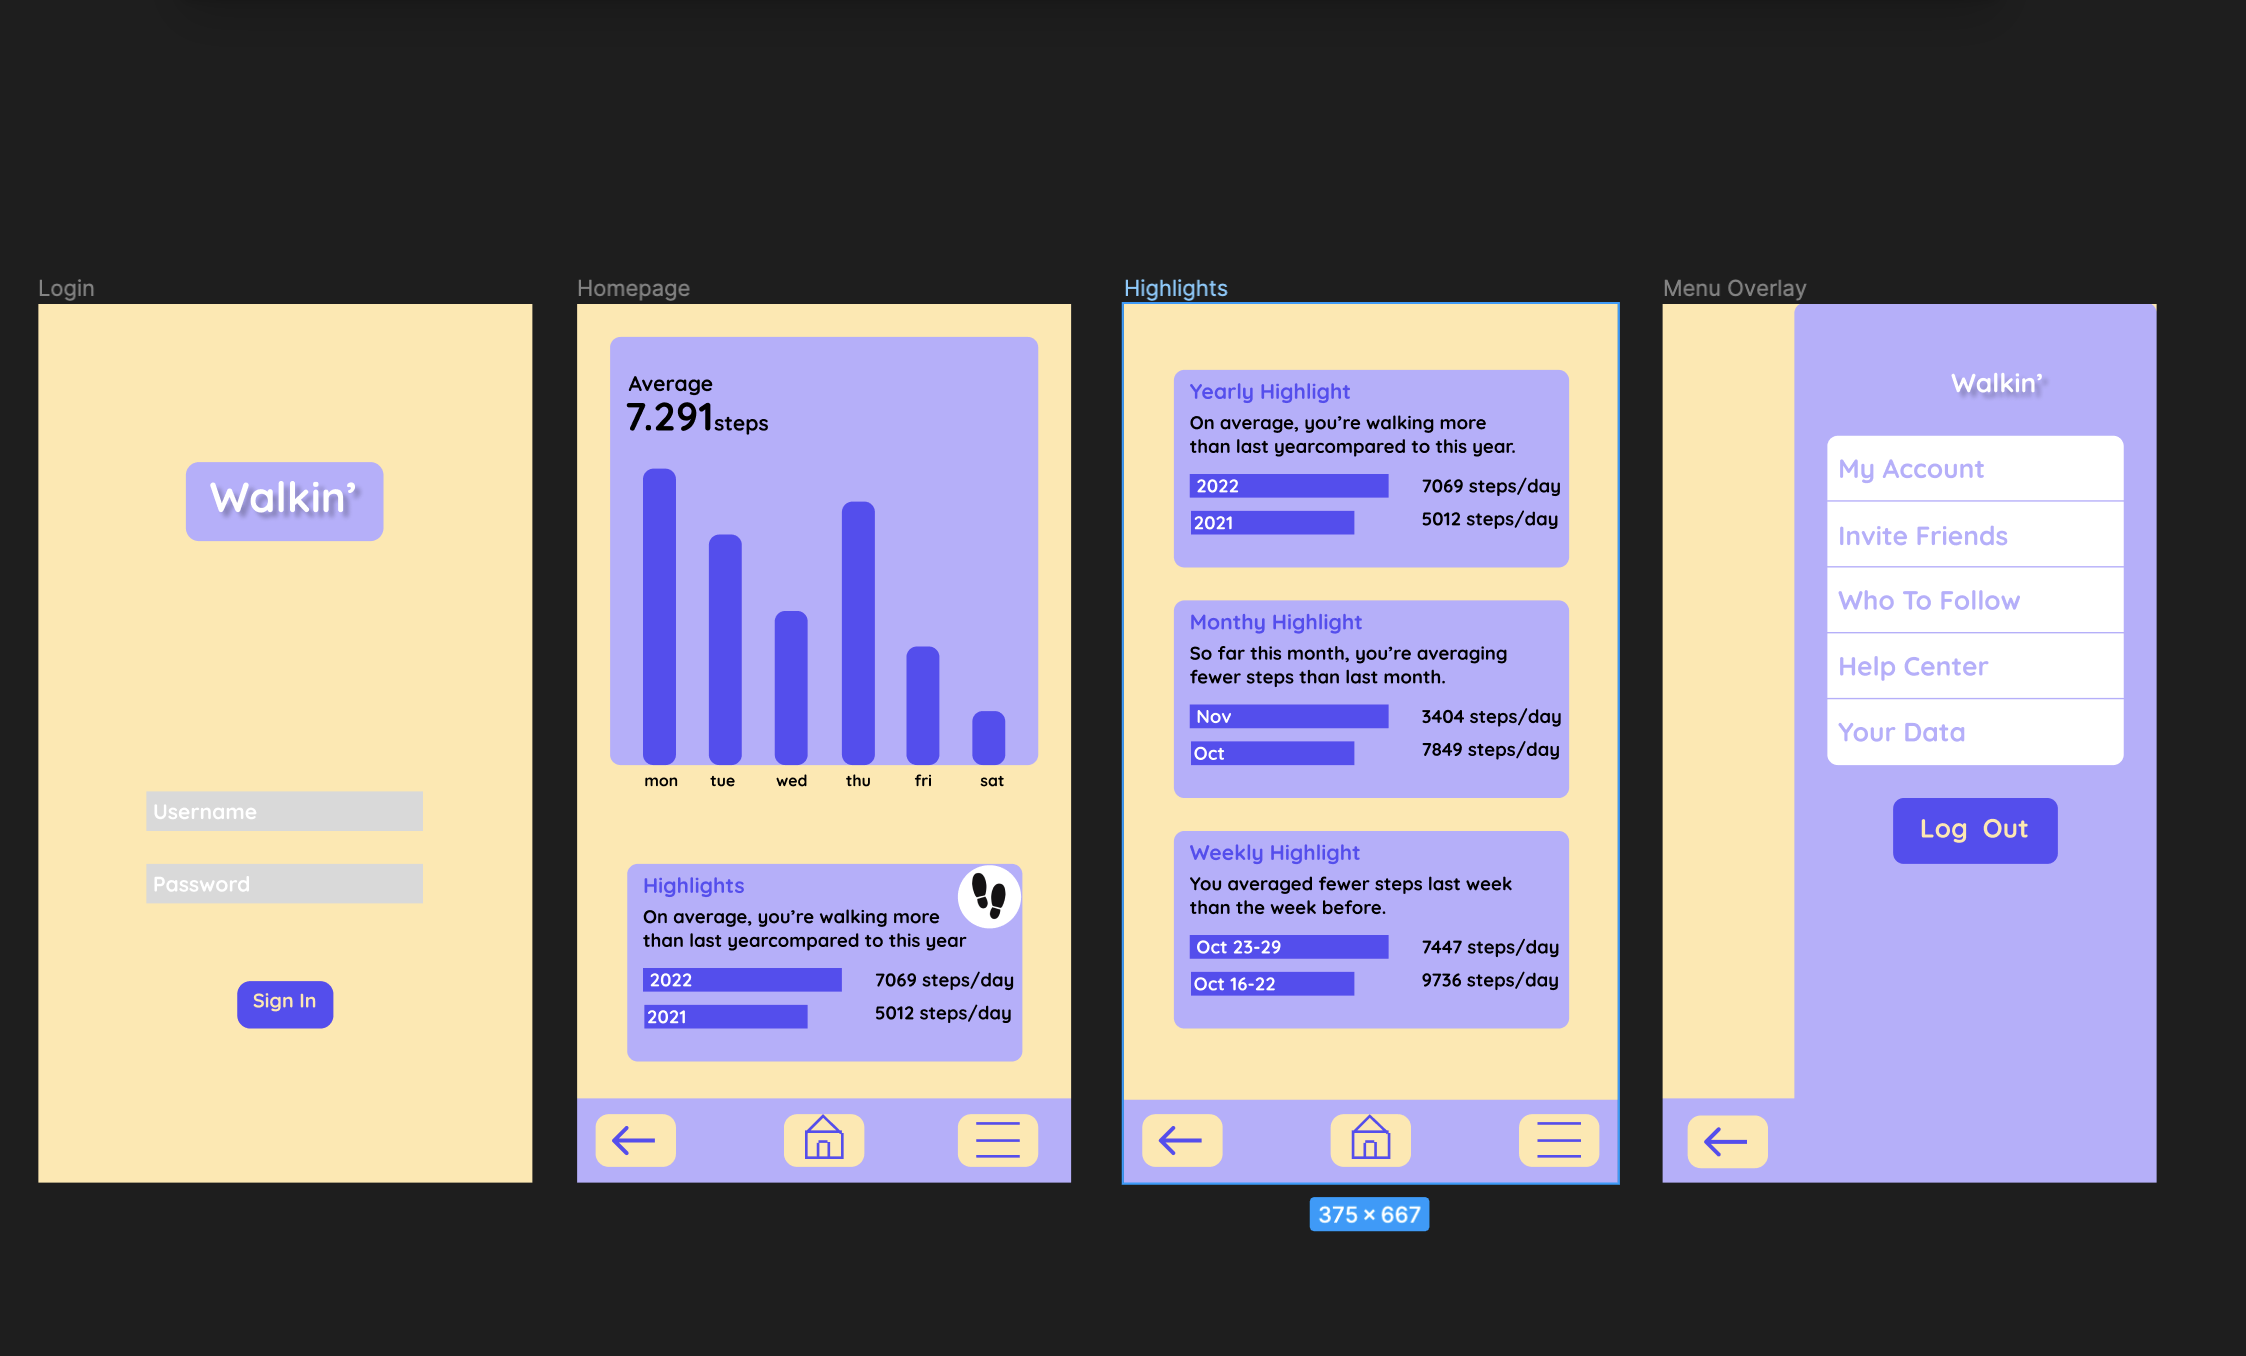 Login
Walkin’
Username
Password
Sign In
Homepage
Average
7.291steps
mon tue wed thu fri sat
Highlights
On average, you’re walking more
than last yearcompared to this year
2022 7069 steps/day
2021 5012 steps/day
Highlights
Yearly Highlight
On average, you’re walking more
than last yearcompared to this year.
2022 7069 steps/day
2021 5012 steps/day
Monthy Highlight
So far this month, you’re averaging
fewer steps than last month.
Nov 3404 steps/day
Oct 7849 steps/day
Weekly Highlight
You averaged fewer steps last week
than the week before.
Oct 23-29 7447 steps/day
Oct 16-22 9736 steps/day
375 × 667
Menu Overlay
Walkin’
My Account
Invite Friends
Who To Follow
Help Center
Your Data
Log Out